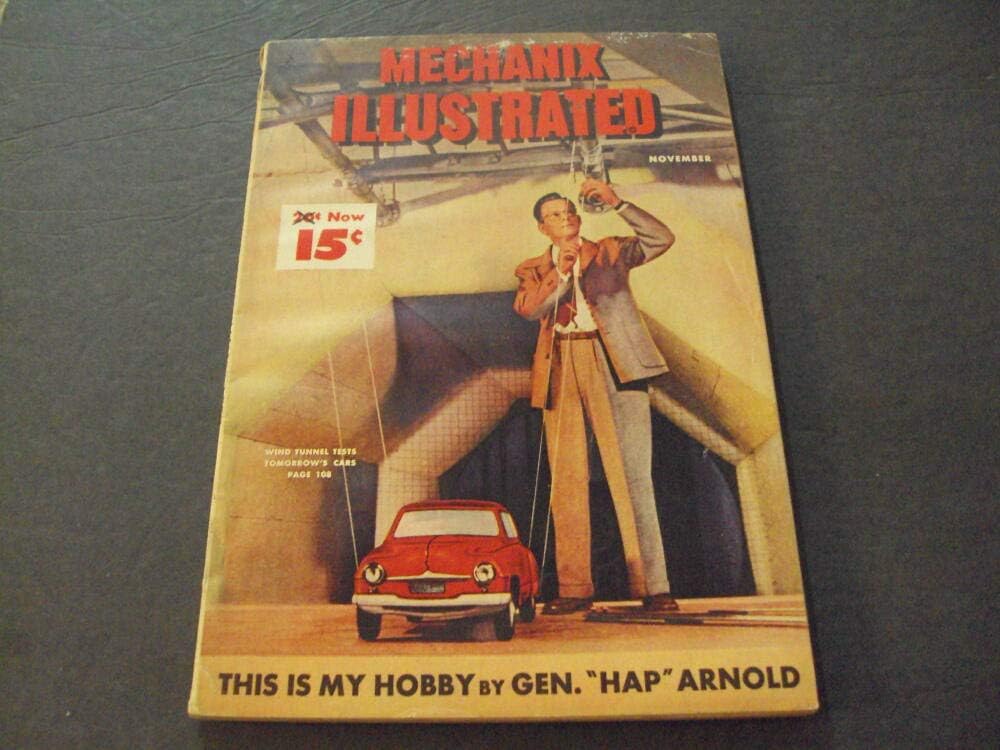 MECHANIX
ILLUSTRATED
NOVEMBER
20¢ Now
15¢
WIND TUNNEL TESTS
TOMORROW'S CARS
PAGE 108
THIS IS MY HOBBY BY GEN. "HAP" ARNOLD